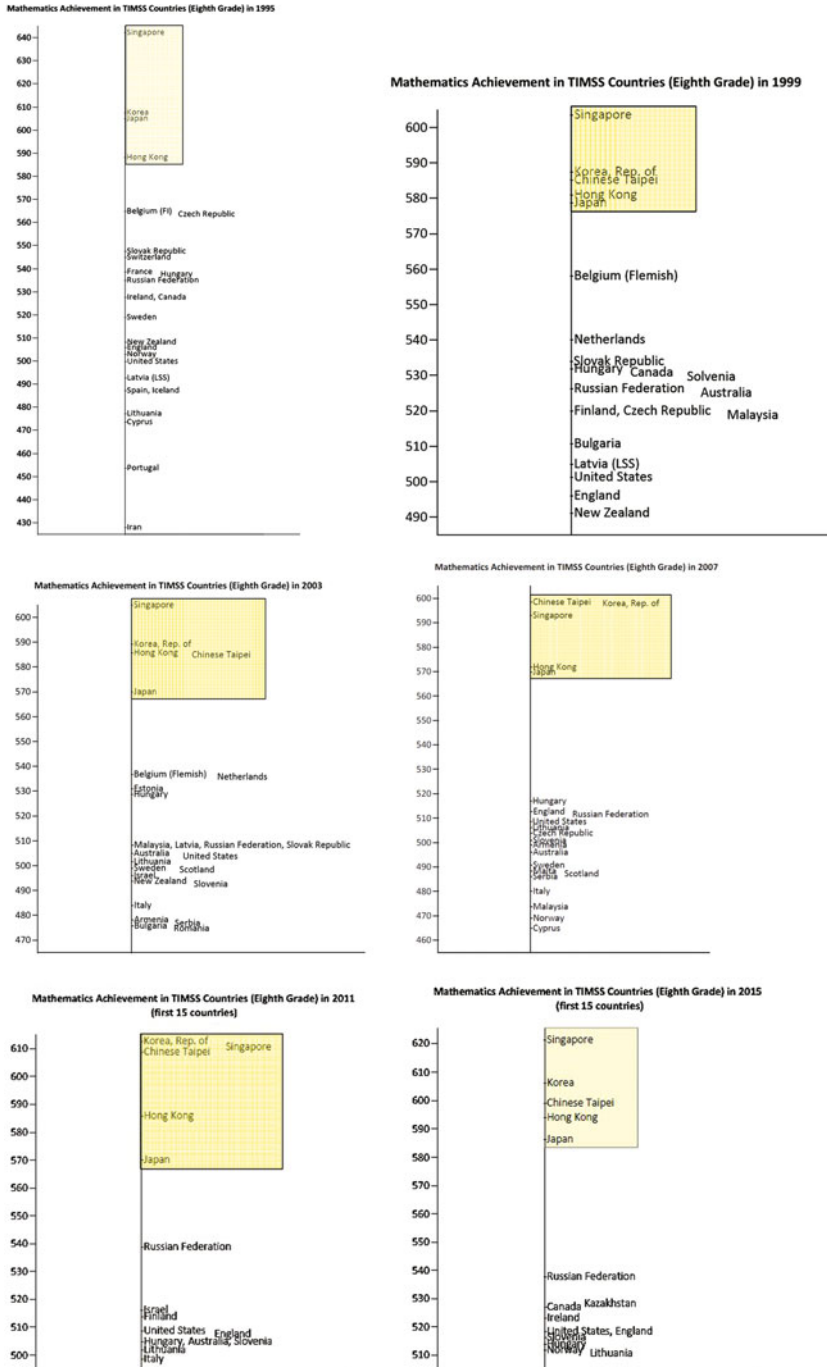 Mathematics Achievement in TIMSS Countries (Eighth Grade) in 1995
640
Singapore
630
620
610
Korea
Japan
600
590
Hong Kong
580
570
Belgium (Fl) Czech Republic
560
550
Slovak Republic
Switzerland
540
France Hungary
Russian Federation
530
Ireland, Canada
520
Sweden
510
New Zealand
England
Norway
500
United States
490
Latvia (LSS)
Spain, Iceland
480
Lithuania
Cyprus
470
460
Portugal
450
440
430
Iran
Mathematics Achievement in TIMSS Countries (Eighth Grade) in 1999
600
Singapore
590
Korea, Rep. of
Chinese Taipei
580
Hong Kong
Japan
570
560
Belgium (Flemish)
550
540
Netherlands
Slovak Republic
530
Hungary Canada Solvenia
Russian Federation Australia
520
Finland, Czech Republic Malaysia
510
Bulgaria
Latvia (LSS)
500
United States
England
490
New Zealand
Mathematics Achievement in TIMSS Countries (Eighth Grade) in 2003
600
Singapore
590
Korea, Rep. of
Hong Kong Chinese Taipei
580
570
Japan
560
550
540
Belgium (Flemish) Netherlands
530
Estonia
Hungary
520
510
Malaysia, Latvia, Russian Federation, Slovak Republic
Australia United States
Lithuania
500
Sweden Scotland
Israel
New Zealand Slovenia
490
Italy
480
Armenia Serbia
Bulgaria Romania
470
Mathematics Achievement in TIMSS Countries (Eighth Grade) in 2007
600
Chinese Taipei Korea, Rep. of
Singapore
590
580
570
Hong Kong
Japan
560
550
540
530
520
Hungary
510
England Russian Federation
United States
Lithuania
Czech Republic
500
Slovenia
Armenia
Australia
490
Sweden
Malta Scotland
Serbia
480
Italy
470
Malaysia
Norway
460
Cyprus
Mathematics Achievement in TIMSS Countries (Eighth Grade) in 2011
(first 15 countries)
610
Korea, Rep. of Singapore
Chinese Taipei
600
590
Hong Kong
580
570
Japan
560
550
540
Russian Federation
530
520
Israel
Finland
510
United States England
Hungary, Australia, Slovenia
Lithuania
500
Italy
Mathematics Achievement in TIMSS Countries (Eighth Grade) in 2015
(first 15 countries)
620
Singapore
610
Korea
600
Chinese Taipei
Hong Kong
590
Japan
580
570
560
550
540
Russian Federation
530
Canada Kazakhstan
Ireland
520
United States, England
Slovenia
Hungary
Norway Lithuania
510